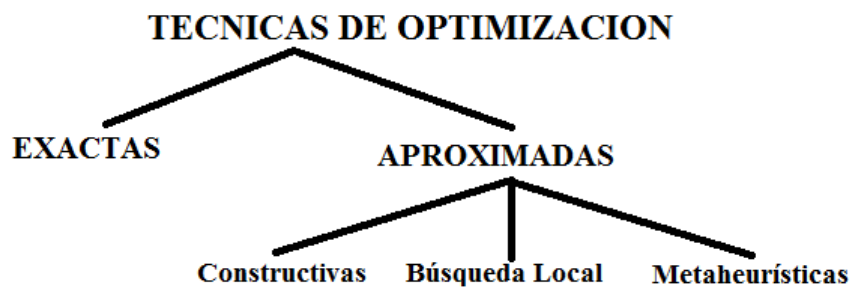 TECNICAS DE OPTIMIZACION
EXACTAS
APROXIMADAS
Constructivas Búsqueda Local Metaheurísticas